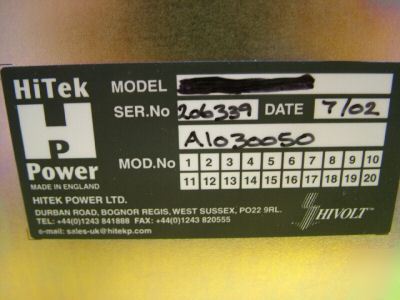 HiTek
Hp
Power
MADE IN ENGLAND
MODEL
SER.No 206339 DATE 7/02
A1030050
MOD.No 1 2 3 4 5 6 7 8 9 10
11 12 13 14 15 16 17 18 19 20
HITEK POWER LTD.
DURBAN ROAD, BOGNOR REGIS, WEST SUSSEX, PO22 9RL.
TEL: +44(0)1243 841888 FAX: +44(0)1243 820555
e-mail: sales-uk@hitekp.com
HIVOLT™